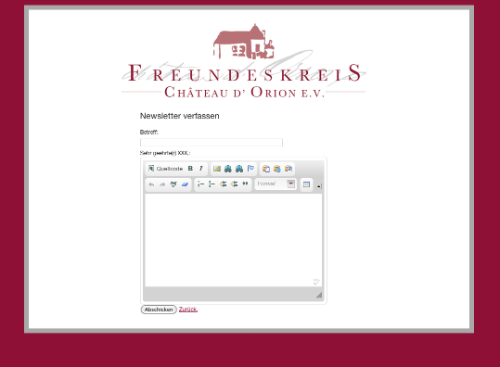 FREUNDESKREIS
CHÂTEAU D' ORION E.V.
Newsletter verfassen
Betreff:
Sehr geehrte(r) XXX,
Quellcode B I
Format
Abschicken Zurück